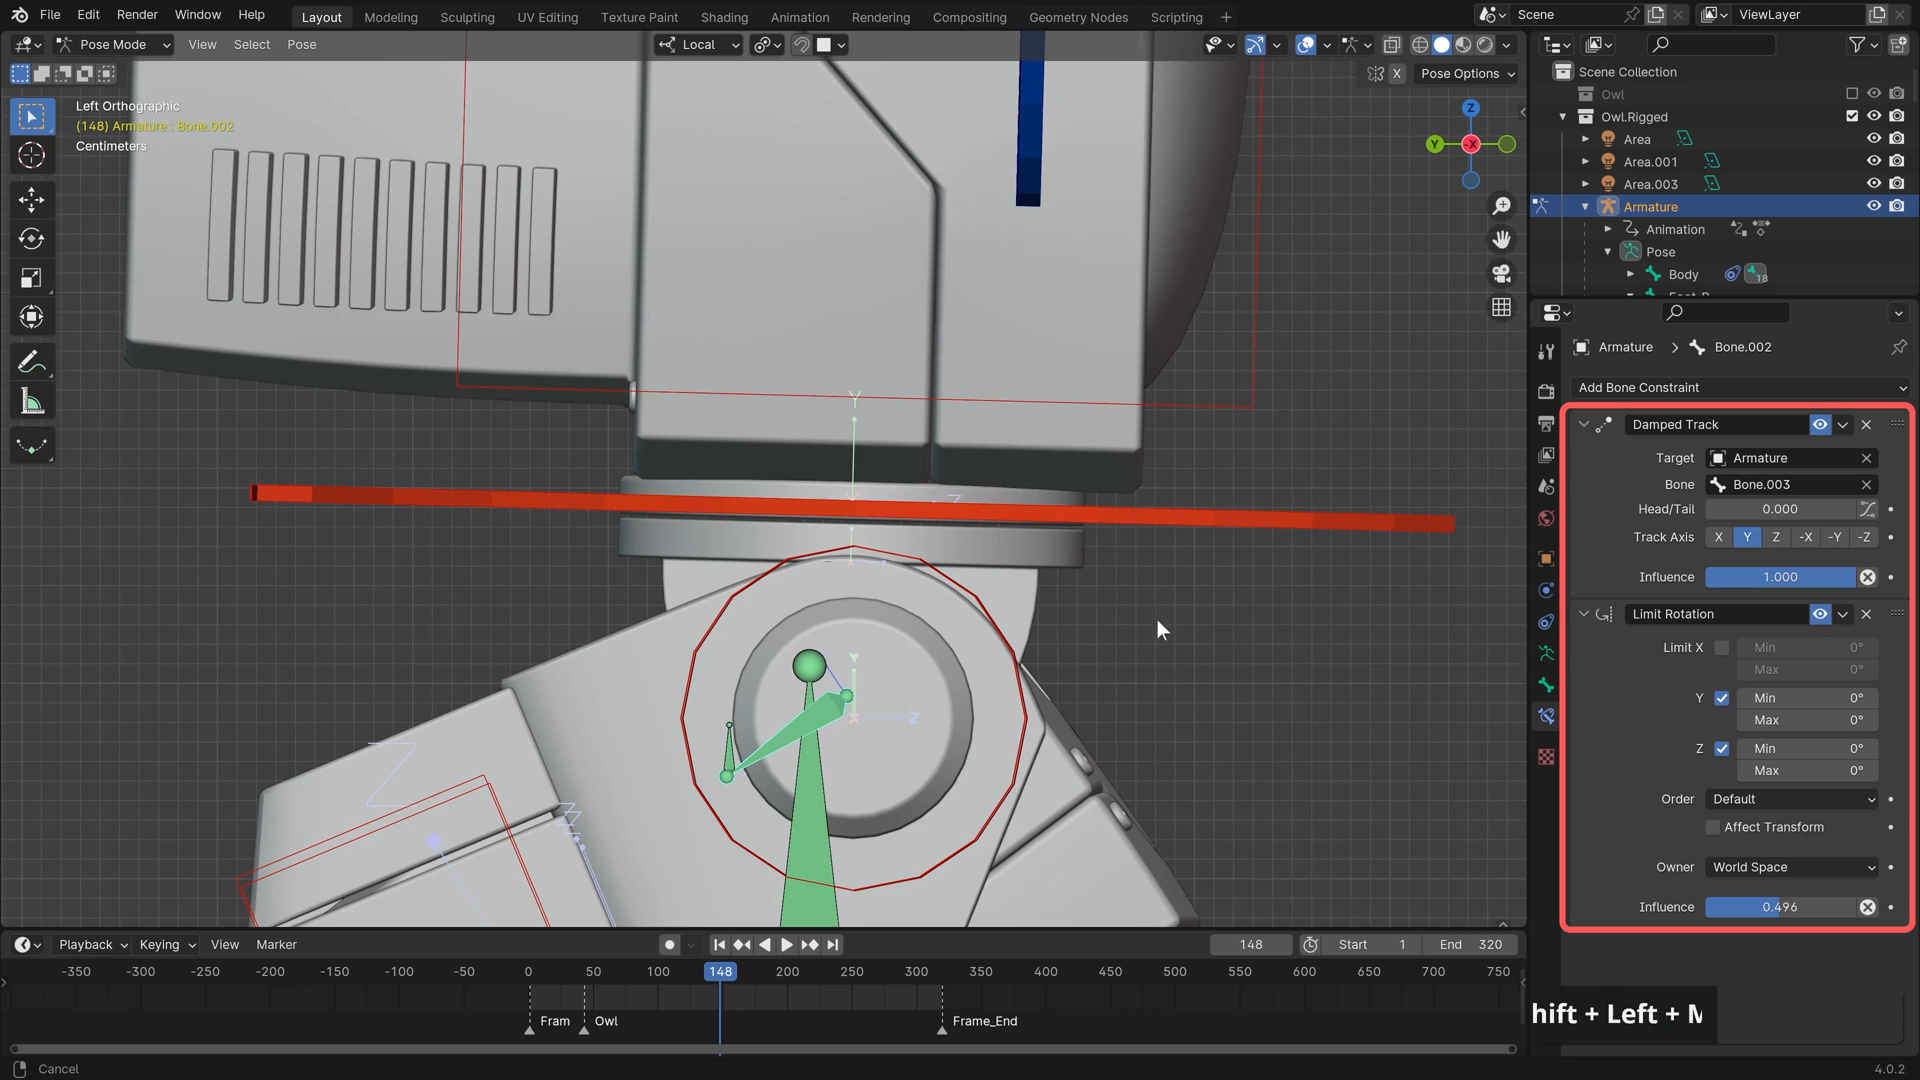 File Edit Render Window Help Layout Modeling Sculpting UV Editing Texture Paint Shading Animation Rendering Compositing Geometry Nodes Scripting + Scene ViewLayer
Pose Mode View Select Pose Local
X Pose Options
Left Orthographic
(148) Armature : Bone.002
Centimeters
Z
Y
-X
Y
Z
Y
Y
X
Z
Scene Collection
Owl
Owl.Rigged
Area
Area.001
Area.003
Armature
Animation
Pose
Body 18
Armature > Bone.002
Add Bone Constraint
Damped Track
Target Armature
Bone Bone.003
Head/Tail 0.000
Track Axis X Y Z -X -Y -Z
Influence 1.000
Limit Rotation
Limit X Min 0°
Max 0°
Y Min 0°
Max 0°
Z Min 0°
Max 0°
Order Default
Affect Transform
Owner World Space
Influence 0.496
Playback Keying View Marker 148 Start 1 End 320
-350 -300 -250 -200 -150 -100 -50 0 50 100 148 200 250 300 350 400 450 500 550 600 650 700 750
Fram Owl Frame_End
hift + Left + M
Cancel 4.0.2